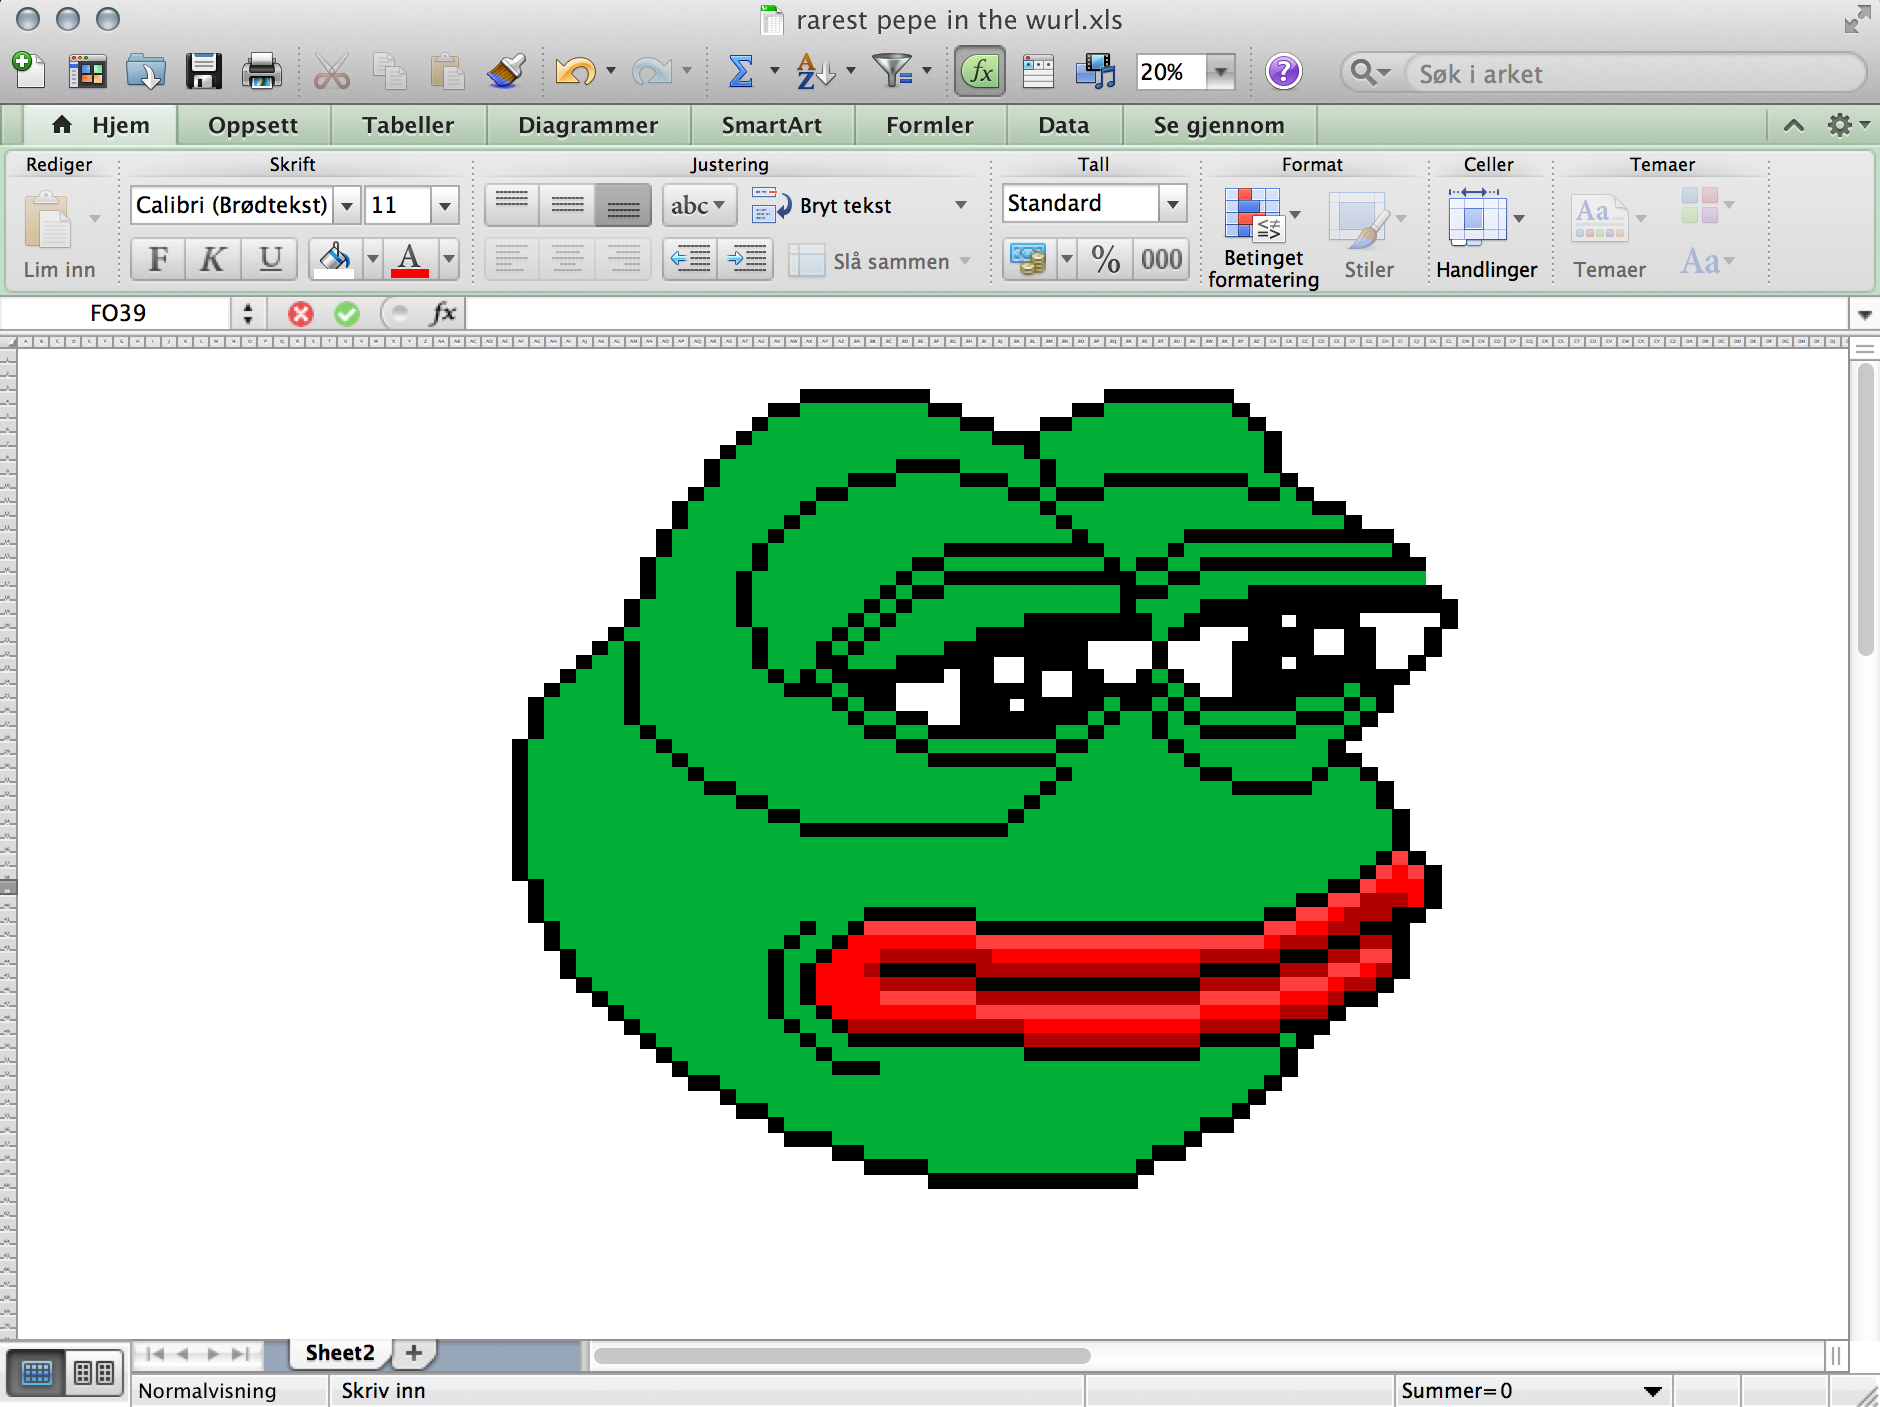 rarest pepe in the wurl.xls
20%
Søk i arket
Hjem
Oppsett
Tabeller
Diagrammer
SmartArt
Formler
Data
Se gjennom
Rediger
Skrift
Justering
Tall
Format
Celler
Temaer
Lim inn
Calibri (Brødtekst)
11
F K U
A
abc
Bryt tekst
Slå sammen
Standard
%
000
Betinget
formatering
Stiler
Handlinger
Temaer
Aa
Aa
FO39
fx
Sheet2
Normalvisning
Skriv inn
Summer=0